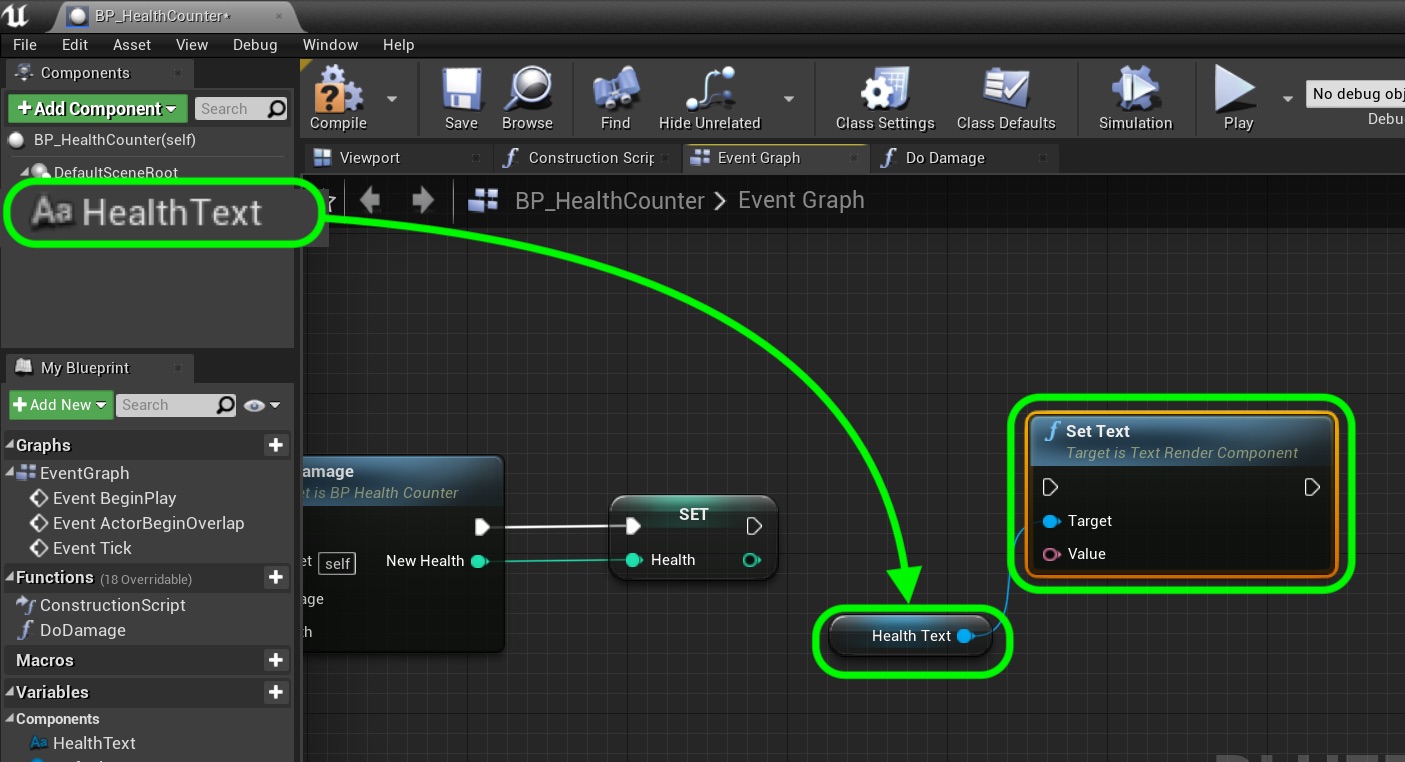 BP_HealthCounter*
File Edit Asset View Debug Window Help
Components
+ Add Component
Search
BP_HealthCounter(self)
DefaultSceneRoot
Aa HealthText
Compile
Save
Browse
Find
Hide Unrelated
Class Settings
Class Defaults
Simulation
Play
No debug obj
Debu
Viewport
Construction Scrip
Event Graph
Do Damage
BP_HealthCounter > Event Graph
My Blueprint
+ Add New
Search
Graphs
EventGraph
Event BeginPlay
Event ActorBeginOverlap
Event Tick
Functions (18 Overridable)
ConstructionScript
DoDamage
Macros
Variables
Components
Aa HealthText
amage
et is BP Health Counter
et self
New Health
age
th
SET
Health
Health Text
Set Text
Target is Text Render Component
Target
Value